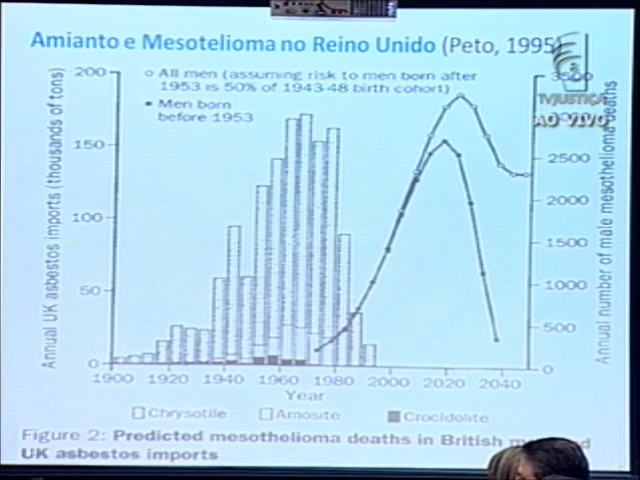 Amianto e Mesotelioma no Reino Unido (Peto, 1995)
TVJUSTIÇA
AO VIVO
All men (assuming risk to men born after
1953 is 50% of 1943-48 birth cohort)
Men born
before 1953
Annual UK asbestos imports (thousands of tons)
200
150
100
50
0
Annual number of male mesothelioma deaths
3500
2500
2000
1500
1000
500
0
1900 1920 1940 1960 1980 2000 2020 2040
Year
Chrysotile Amosite Crocidolite
Figure 2: Predicted mesothelioma deaths in British
UK asbestos imports